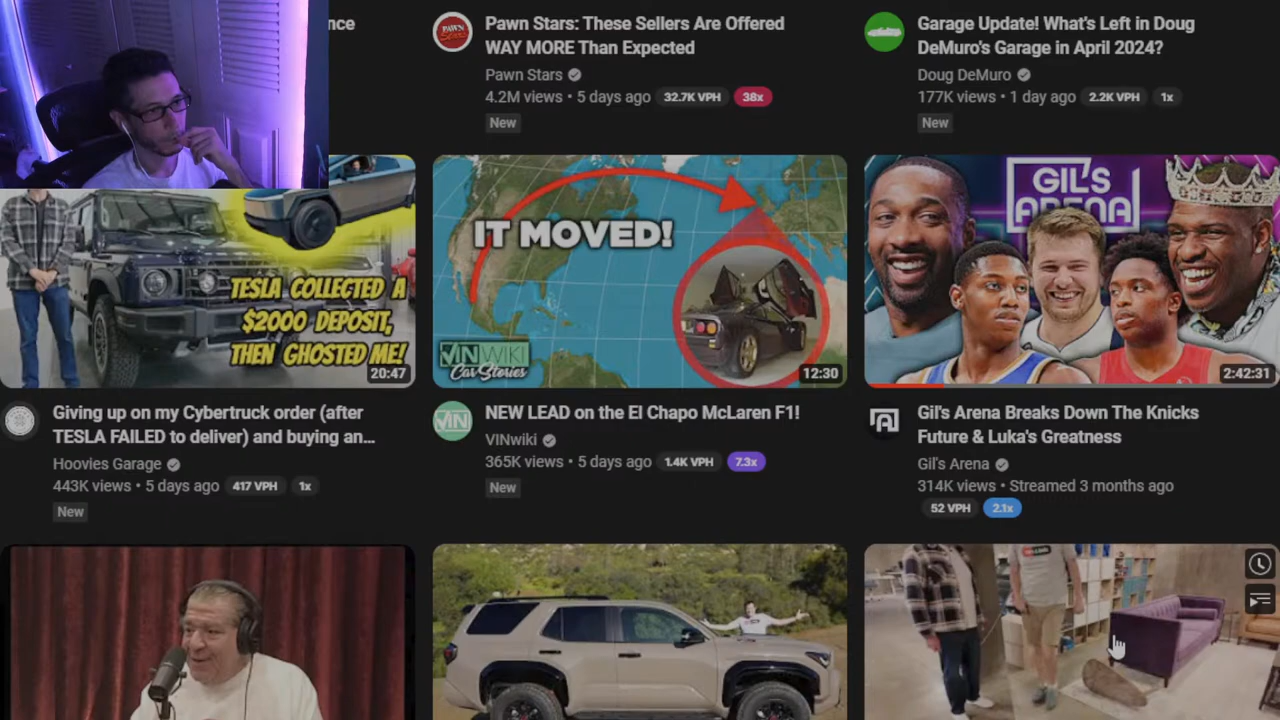 nce
Pawn Stars: These Sellers Are Offered
WAY MORE Than Expected
Pawn Stars
4.2M views • 5 days ago 32.7K VPH 38x
New
Garage Update! What's Left in Doug
DeMuro's Garage in April 2024?
Doug DeMuro
177K views • 1 day ago 2.2K VPH 1x
New
PAWN
Stars
TESLA COLLECTED A
$2000 DEPOSIT,
THEN GHOSTED ME!
20:47
IT MOVED!
VINWIKI
Car Stories
12:30
GIL'S
ARENA
2:42:31
Giving up on my Cybertruck order (after
TESLA FAILED to deliver) and buying an...
Hoovies Garage
443K views • 5 days ago 417 VPH 1x
New
VIN
NEW LEAD on the El Chapo McLaren F1!
VINwiki
365K views • 5 days ago 1.4K VPH 7.3x
New
Gil's Arena Breaks Down The Knicks
Future & Luka's Greatness
Gil's Arena
314K views • Streamed 3 months ago
52 VPH 2.1x